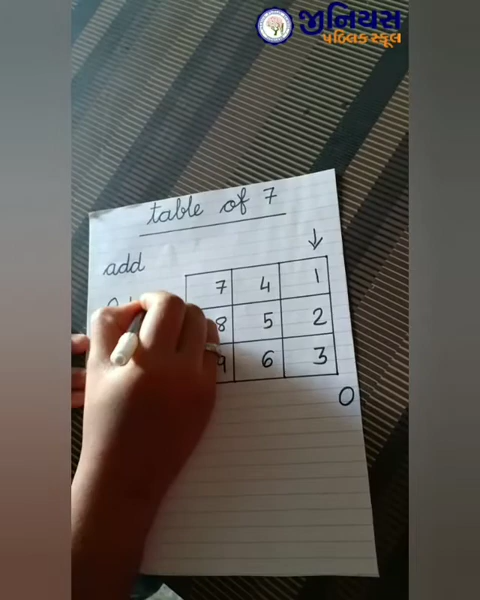 જીનિયસ
પબ્લિક સ્કૂલ
table of 7
add
7 4 1
8 5 2
9 6 3
0